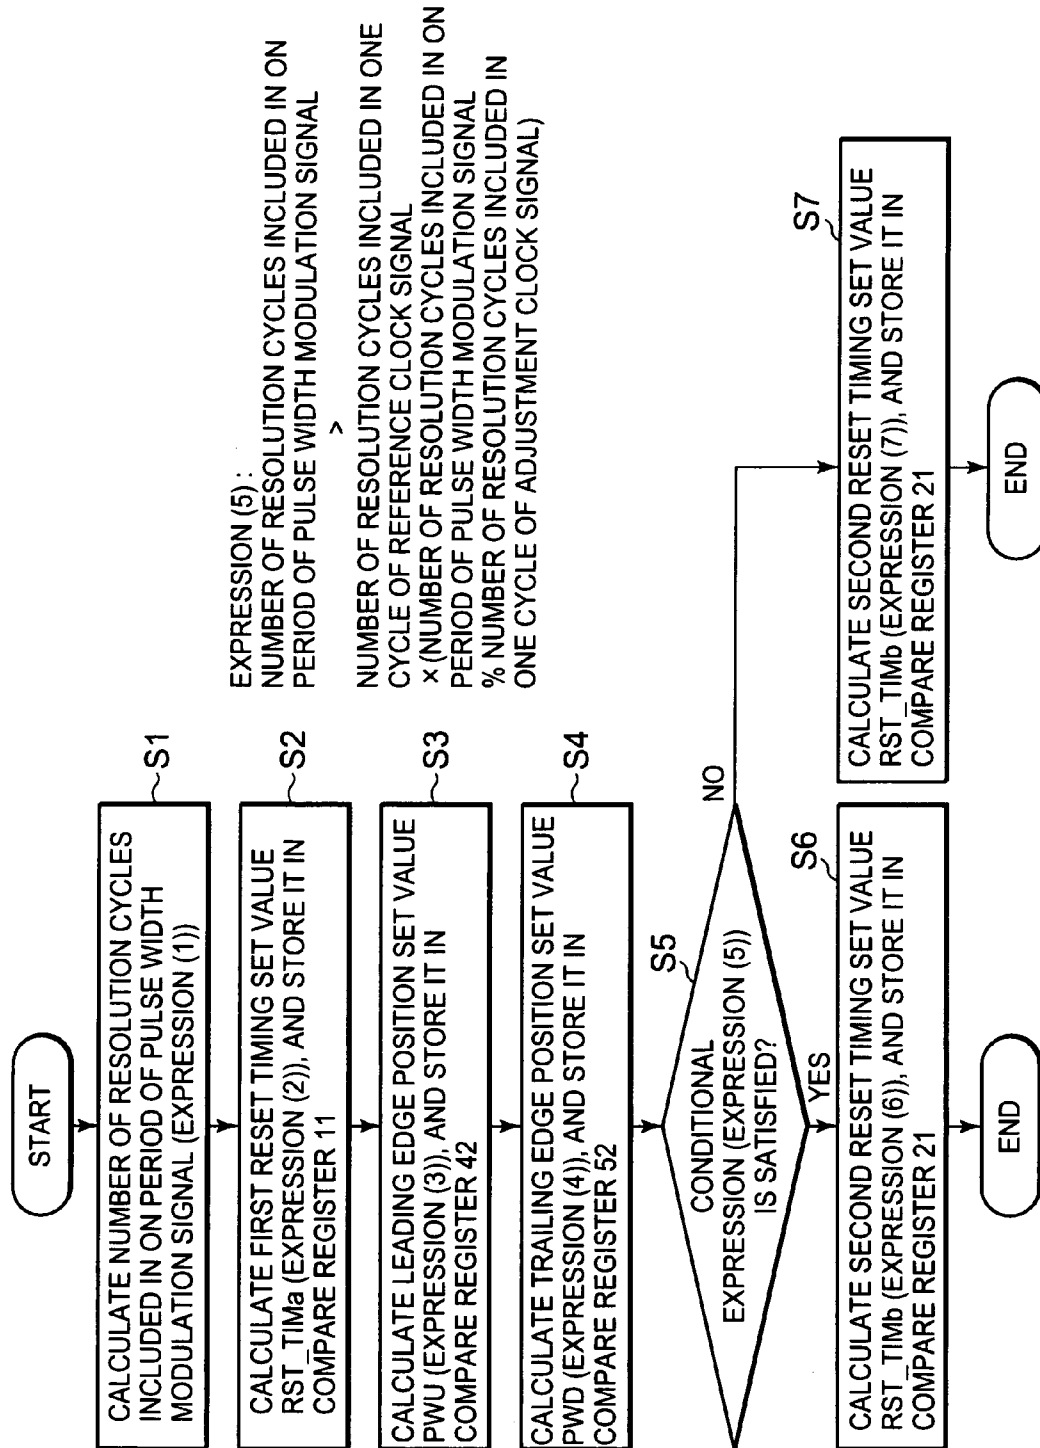 START
CALCULATE NUMBER OF RESOLUTION CYCLES
INCLUDED IN ON PERIOD OF PULSE WIDTH
MODULATION SIGNAL (EXPRESSION (1))
S1
CALCULATE FIRST RESET TIMING SET VALUE
RST_TIMa (EXPRESSION (2)), AND STORE IT IN
COMPARE REGISTER 11
S2
CALCULATE LEADING EDGE POSITION SET VALUE
PWU (EXPRESSION (3)), AND STORE IT IN
COMPARE REGISTER 42
S3
CALCULATE TRAILING EDGE POSITION SET VALUE
PWD (EXPRESSION (4)), AND STORE IT IN
COMPARE REGISTER 52
S4
CONDITIONAL
EXPRESSION (EXPRESSION (5))
IS SATISFIED?
S5
YES
NO
CALCULATE SECOND RESET TIMING SET VALUE
RST_TIMb (EXPRESSION (6)), AND STORE IT IN
COMPARE REGISTER 21
S6
END
CALCULATE SECOND RESET TIMING SET VALUE
RST_TIMb (EXPRESSION (7)), AND STORE IT IN
COMPARE REGISTER 21
S7
END
EXPRESSION (5) :
NUMBER OF RESOLUTION CYCLES INCLUDED IN ON
PERIOD OF PULSE WIDTH MODULATION SIGNAL
>
NUMBER OF RESOLUTION CYCLES INCLUDED IN ONE
CYCLE OF REFERENCE CLOCK SIGNAL
× (NUMBER OF RESOLUTION CYCLES INCLUDED IN ON
PERIOD OF PULSE WIDTH MODULATION SIGNAL
% NUMBER OF RESOLUTION CYCLES INCLUDED IN
ONE CYCLE OF ADJUSTMENT CLOCK SIGNAL)